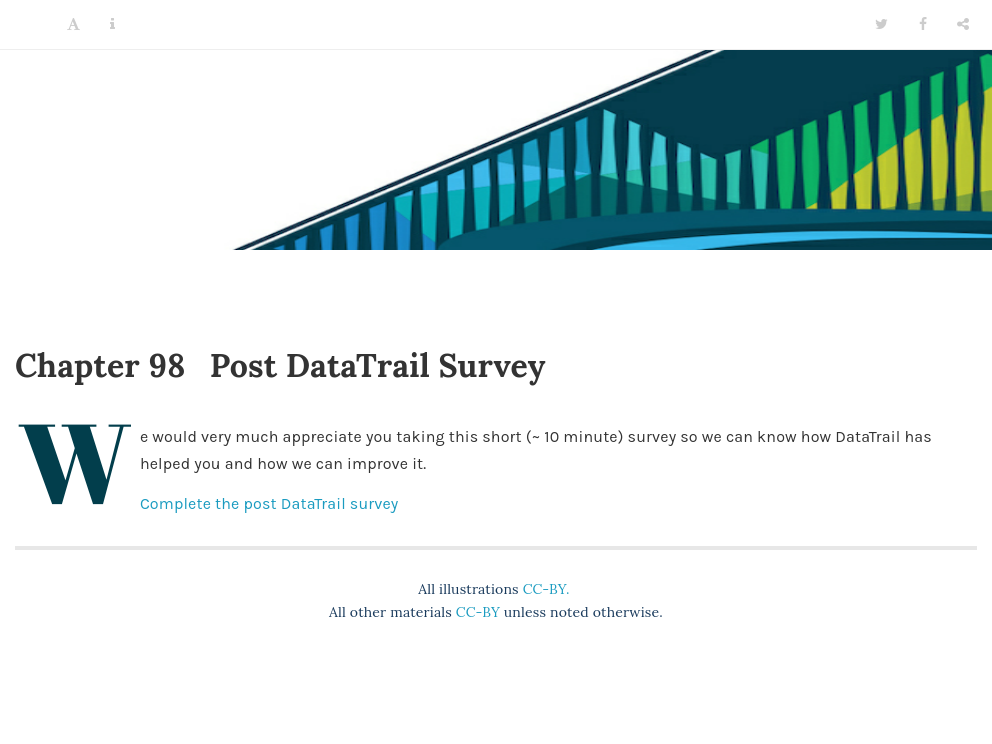 Chapter 98 Post DataTrail Survey
We would very much appreciate you taking this short (~ 10 minute) survey so we can know how DataTrail has
helped you and how we can improve it.
Complete the post DataTrail survey
All illustrations CC-BY.
All other materials CC-BY unless noted otherwise.